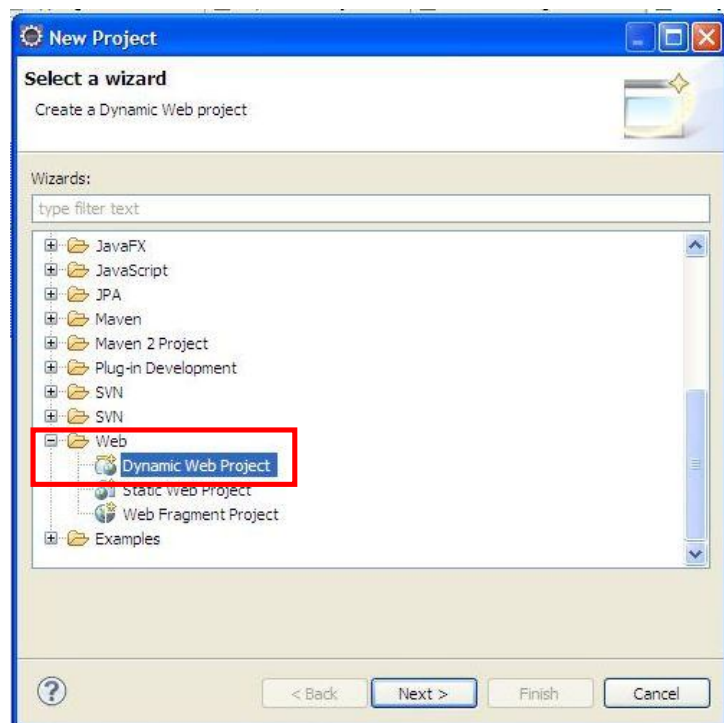 New Project
Select a wizard
Create a Dynamic Web project
Wizards:
type filter text
JavaFX
JavaScript
JPA
Maven
Maven 2 Project
Plug-in Development
SVN
SVN
Web
Dynamic Web Project
Static Web Project
Web Fragment Project
Examples
?
< Back Next > Finish Cancel